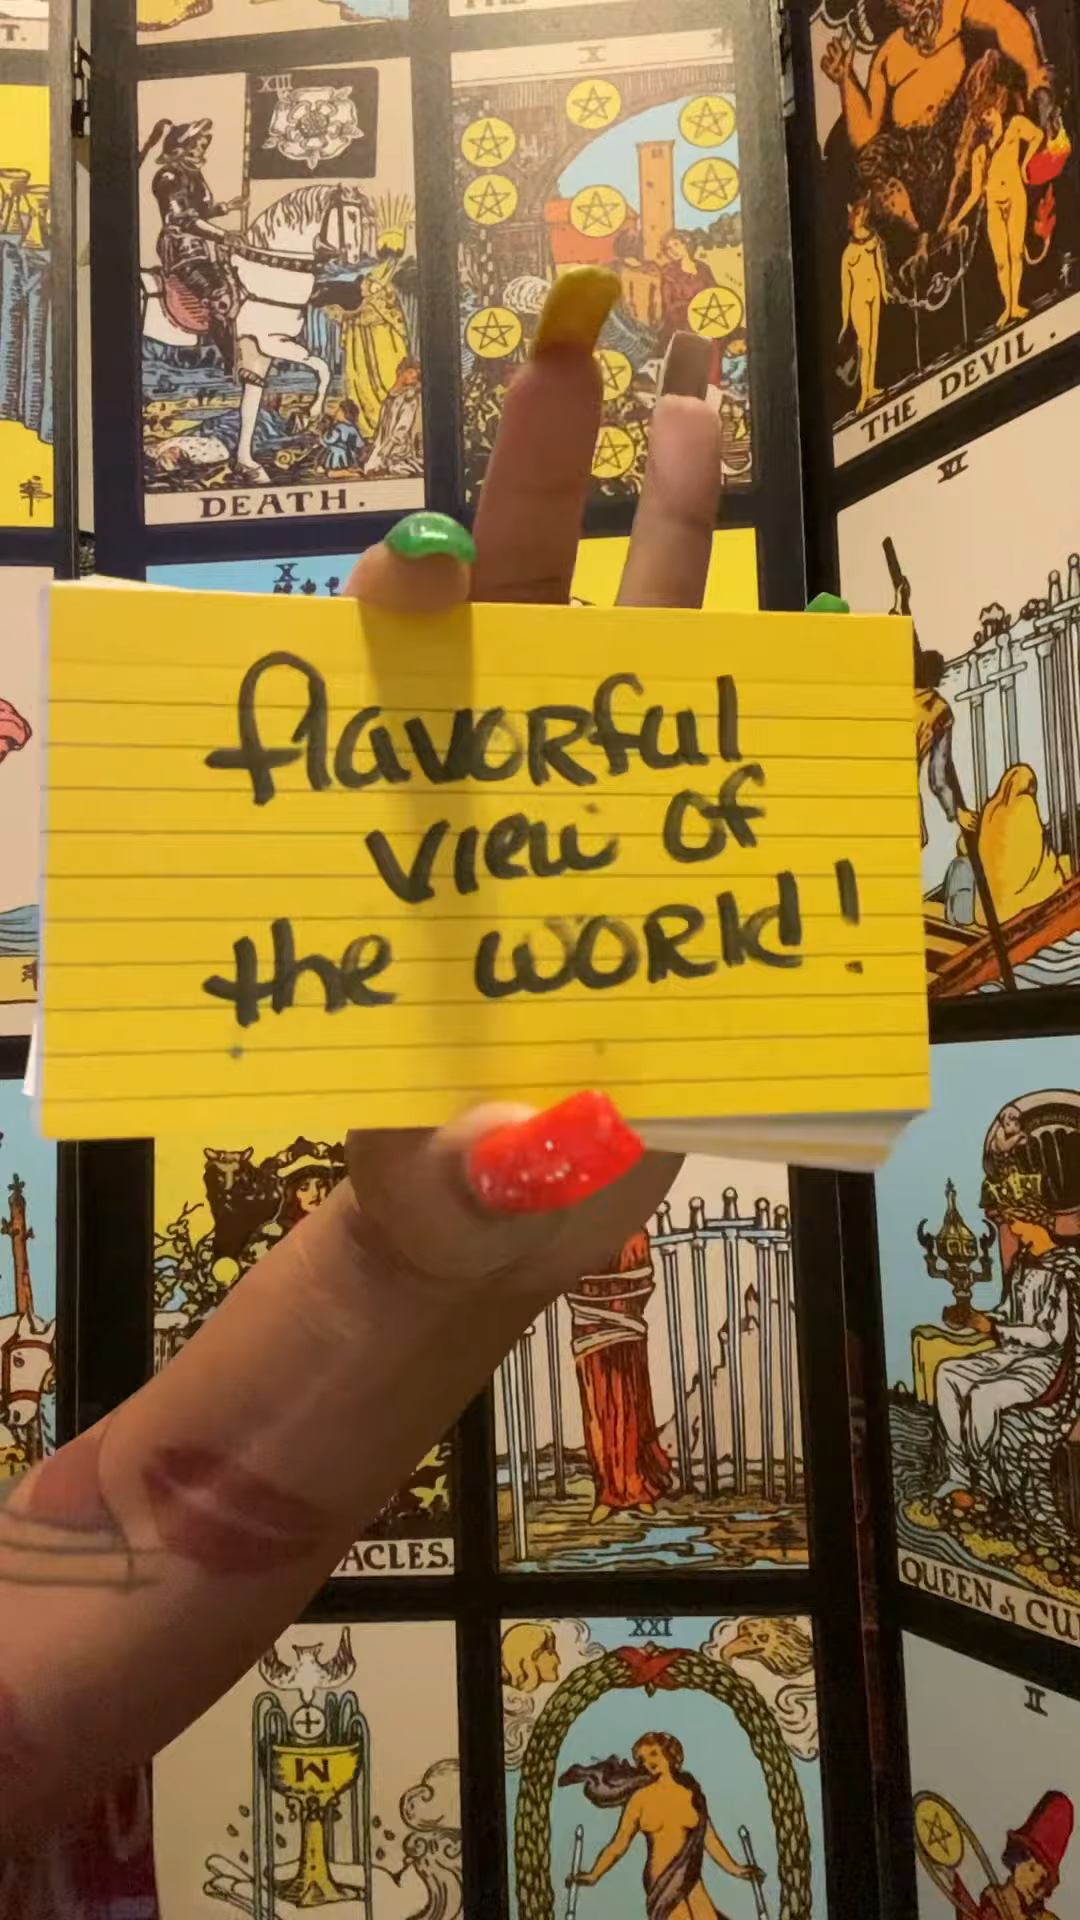 XIII
X
DEATH.
THE DEVIL.
VI
X
flavorful
view of
the world!
ACLES.
QUEEN of CU
XXI
II